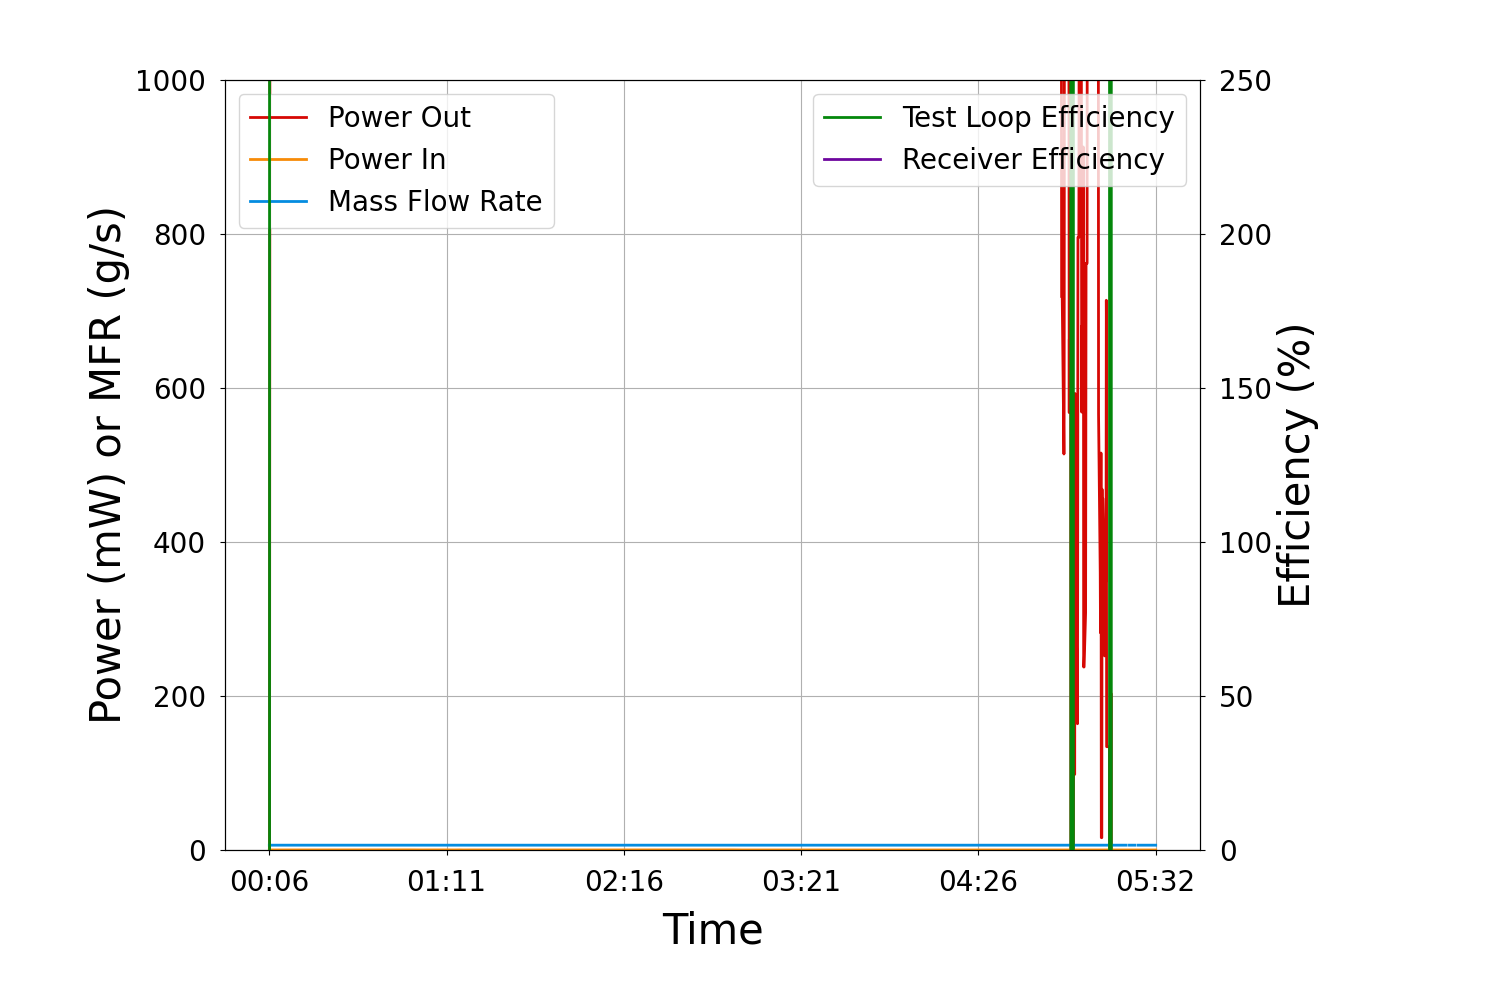 1000
800
600
400
200
0
Power (mW) or MFR (g/s)
Power Out
Power In
Mass Flow Rate
Test Loop Efficiency
Receiver Efficiency
250
200
150
100
50
0
Efficiency (%)
00:06 01:11 02:16 03:21 04:26 05:32
Time